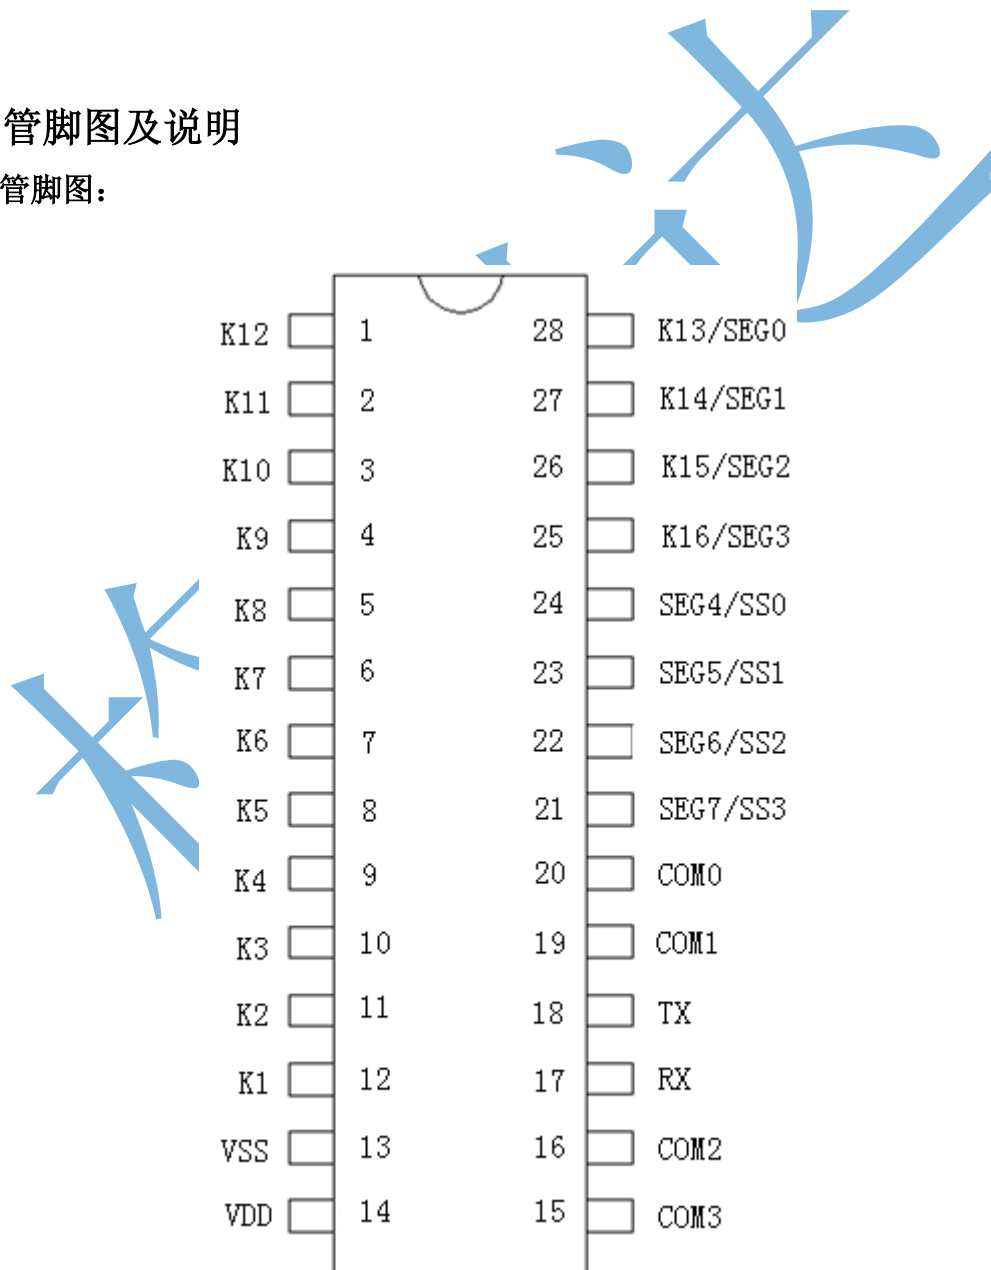 管脚图及说明
管脚图：
K12 1 28 K13/SEG0
K11 2 27 K14/SEG1
K10 3 26 K15/SEG2
K9 4 25 K16/SEG3
K8 5 24 SEG4/SS0
K7 6 23 SEG5/SS1
K6 7 22 SEG6/SS2
K5 8 21 SEG7/SS3
K4 9 20 COM0
K3 10 19 COM1
K2 11 18 TX
K1 12 17 RX
VSS 13 16 COM2
VDD 14 15 COM3